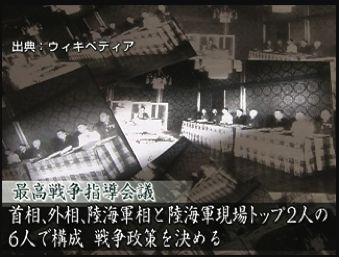 出典：ウィキペティア
最高戦争指導会議
首相、外相、陸海軍相と陸海軍現場トップ2人の
6人で構成 戦争政策を決める